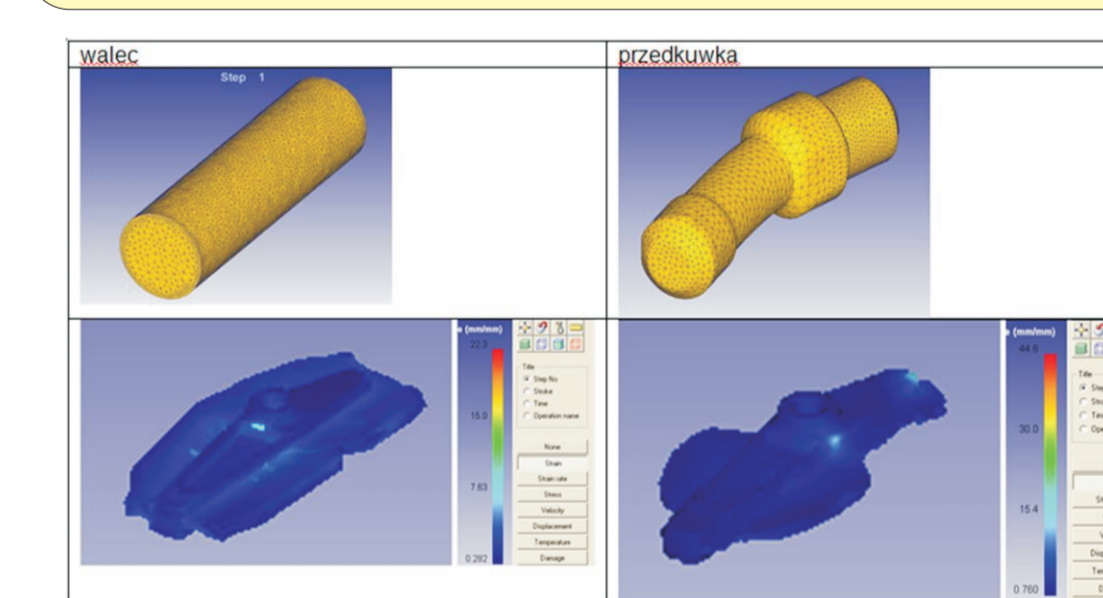 walec
przedkuwka
Step 1
(mm/mm)
22.3
15.0
7.63
0.282
Title
Step No
Stroke
Time
Operation name
None
Strain
Strain rate
Stress
Velocity
Displacement
Temperature
Damage
(mm/mm)
44.6
30.0
15.4
0.760
Title